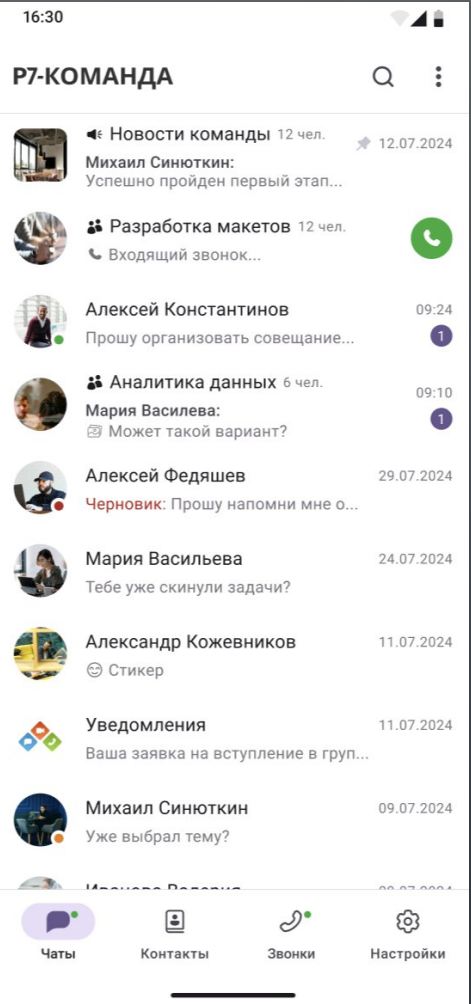 16:30
Р7-КОМАНДА
Новости команды 12 чел.
12.07.2024
Михаил Синюткин:
Успешно пройден первый этап...
Разработка макетов 12 чел.
Входящий звонок...
Алексей Константинов
09:24
Прошу организовать совещание...
1
Аналитика данных 6 чел.
09:10
Мария Василева:
1
Может такой вариант?
Алексей Федяшев
29.07.2024
Черновик: Прошу напомни мне о...
Мария Васильева
24.07.2024
Тебе уже скинули задачи?
Александр Кожевников
11.07.2024
Стикер
Уведомления
11.07.2024
Ваша заявка на вступление в груп...
Михаил Синюткин
09.07.2024
Уже выбрал тему?
Чаты
Контакты
Звонки
Настройки